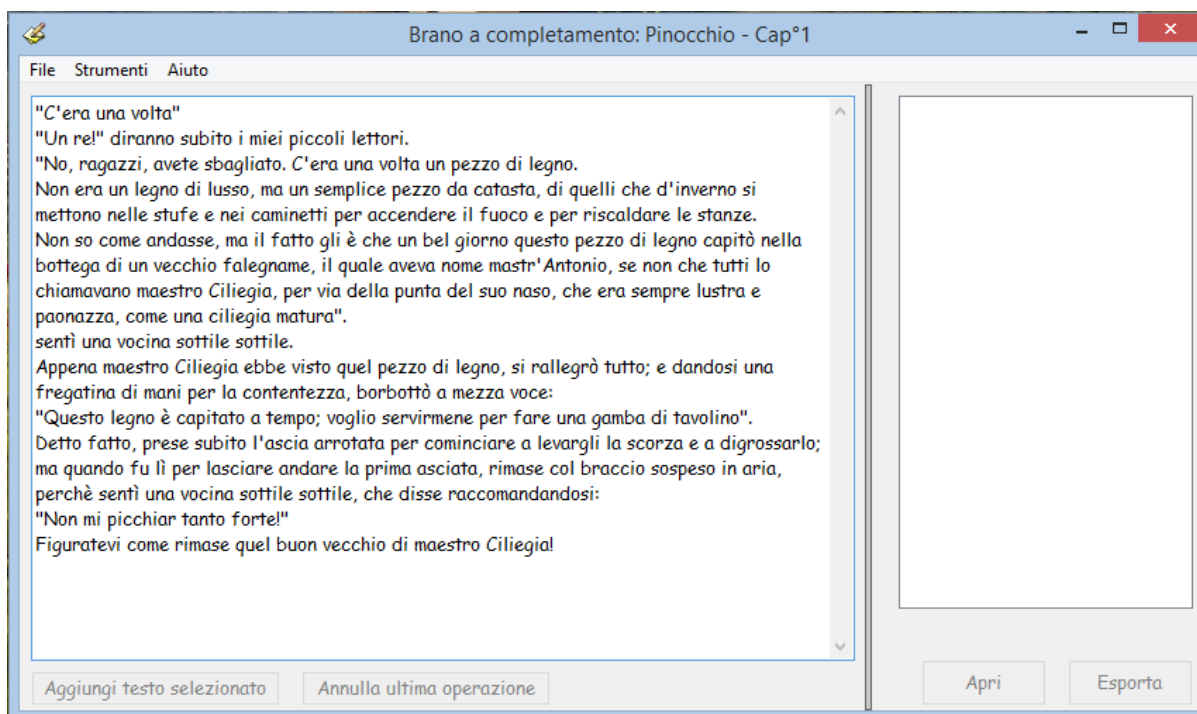 Brano a completamento: Pinocchio - Cap°1
File Strumenti Aiuto
"C'era una volta"
"Un re!" diranno subito i miei piccoli lettori.
"No, ragazzi, avete sbagliato. C'era una volta un pezzo di legno.
Non era un legno di lusso, ma un semplice pezzo da catasta, di quelli che d'inverno si
mettono nelle stufe e nei caminetti per accendere il fuoco e per riscaldare le stanze.
Non so come andasse, ma il fatto gli è che un bel giorno questo pezzo di legno capitò nella
bottega di un vecchio falegname, il quale aveva nome mastr'Antonio, se non che tutti lo
chiamavano maestro Ciliegia, per via della punta del suo naso, che era sempre lustra e
paonazza, come una ciliegia matura".
sentì una vocina sottile sottile.
Appena maestro Ciliegia ebbe visto quel pezzo di legno, si rallegrò tutto; e dandosi una
fregatina di mani per la contentezza, borbottò a mezza voce:
"Questo legno è capitato a tempo; voglio servirmene per fare una gamba di tavolino".
Detto fatto, prese subito l'ascia arrotata per cominciare a levargli la scorza e a digrossarlo;
ma quando fu lì per lasciare andare la prima asciata, rimase col braccio sospeso in aria,
perchè sentì una vocina sottile sottile, che disse raccomandandosi:
"Non mi picchiar tanto forte!"
Figuratevi come rimase quel buon vecchio di maestro Ciliegia!
Aggiungi testo selezionato Annulla ultima operazione Apri Esporta